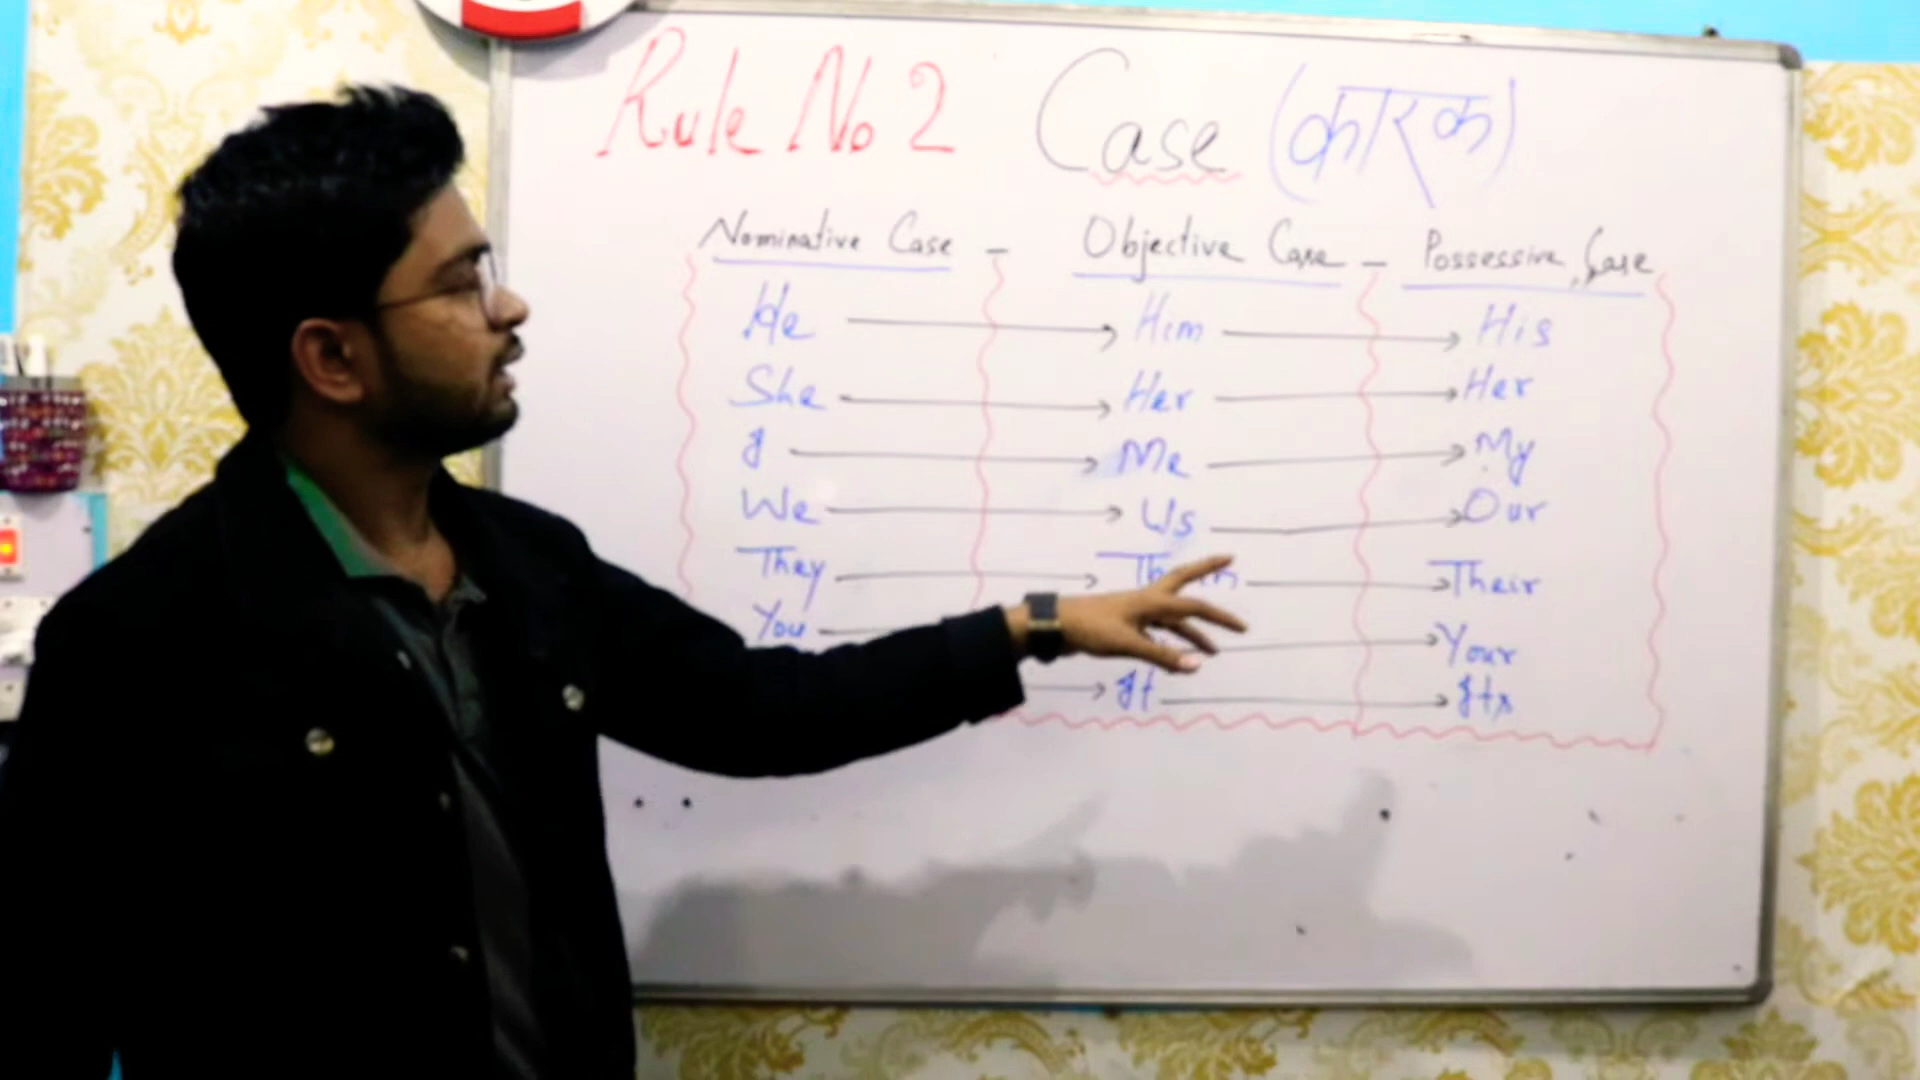 Rule No 2 Case (कारक)
Nominative Case - Objective Case - Possessive Case
He → Him → His
She → Her → Her
I → Me → My
We → Us → Our
They → Them → Their
You → Your
→ It → Its